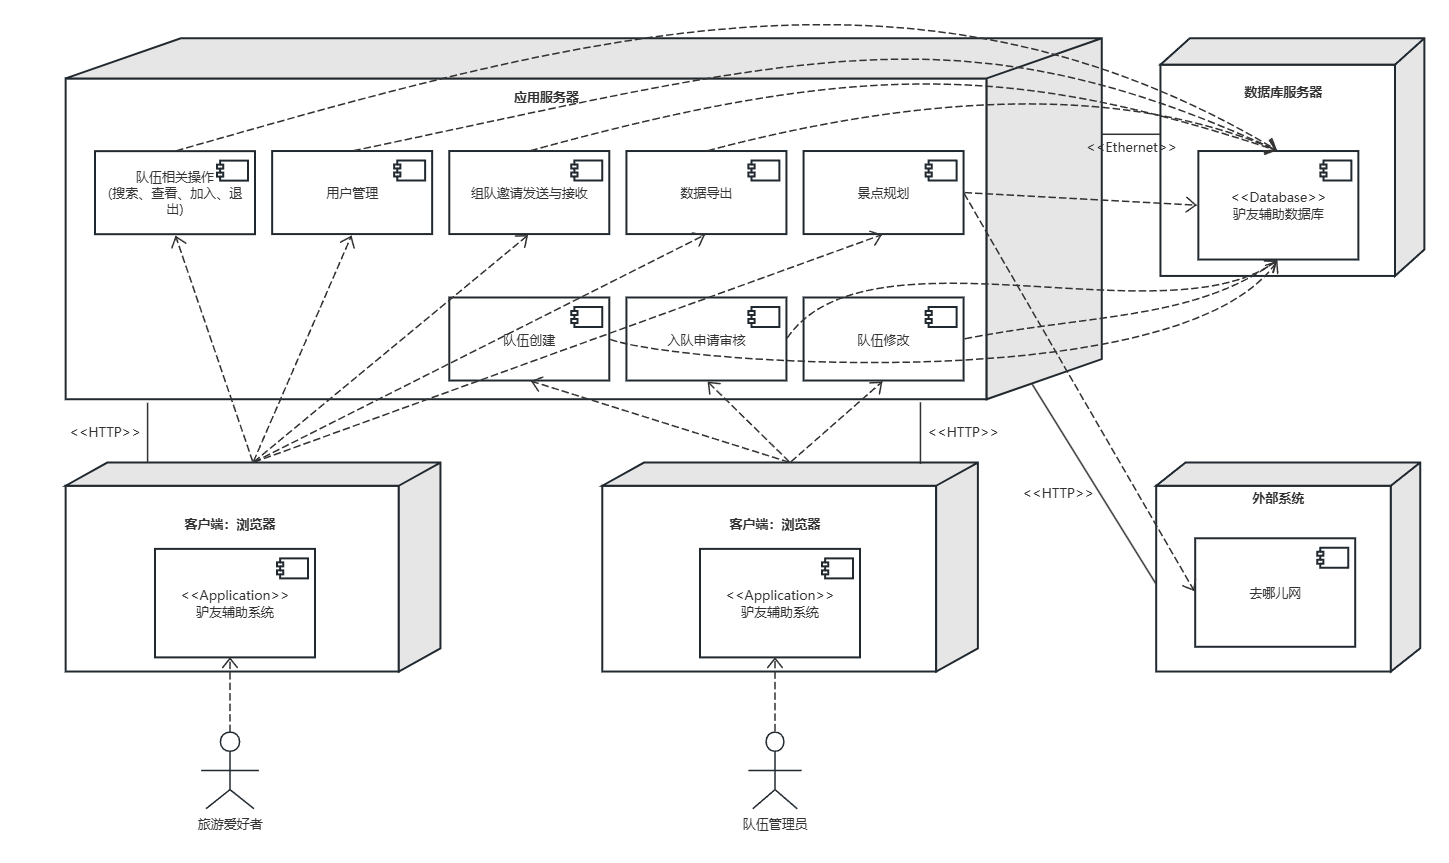 应用服务器
数据库服务器
<<Ethernet>>
队伍相关操作
(搜索、查看、加入、退
出)
用户管理
组队邀请发送与接收
数据导出
景点规划
<<Database>>
驴友辅助数据库
队伍创建
入队申请审核
队伍修改
<<HTTP>>
<<HTTP>>
<<HTTP>>
客户端：浏览器
<<Application>>
驴友辅助系统
客户端：浏览器
<<Application>>
驴友辅助系统
外部系统
去哪儿网
旅游爱好者
队伍管理员